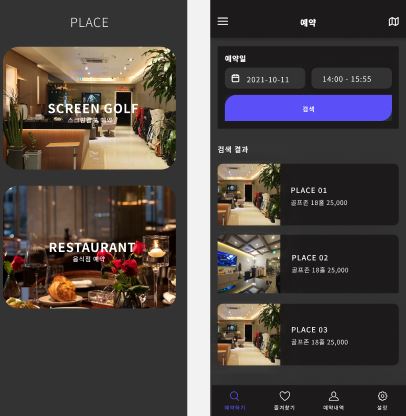 PLACE
SCREEN GOLF
스크린골프 예약
RESTAURANT
음식점 예약
예약
예약일
2021-10-11
14:00 - 15:55
검색
검색 결과
PLACE 01
골프존 18홀 25,000
PLACE 02
골프존 18홀 25,000
PLACE 03
골프존 18홀 25,000
예약하기
즐겨찾기
예약내역
설정